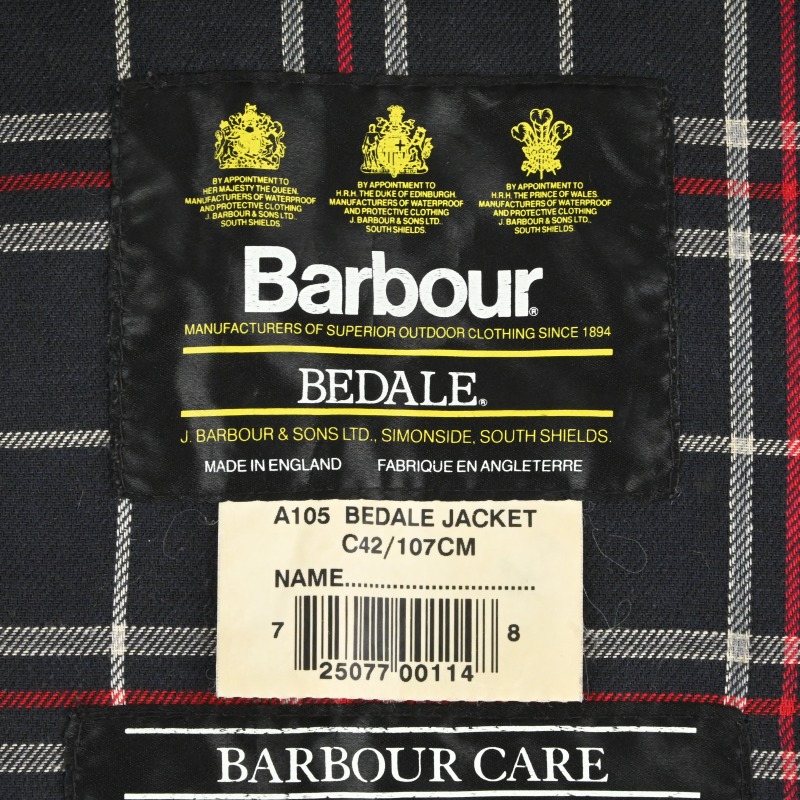 BY APPOINTMENT TO
HER MAJESTY THE QUEEN.
MANUFACTURERS OF WATERPROOF
AND PROTECTIVE CLOTHING
J. BARBOUR & SONS LTD.
SOUTH SHIELDS.
BY APPOINTMENT TO
H.R.H. THE DUKE OF EDINBURGH.
MANUFACTURERS OF WATERPROOF
AND PROTECTIVE CLOTHING
J. BARBOUR & SONS LTD.
SOUTH SHIELDS.
BY APPOINTMENT TO
H.R.H. THE PRINCE OF WALES.
MANUFACTURERS OF WATERPROOF
AND PROTECTIVE CLOTHING
J. BARBOUR & SONS LTD.
SOUTH SHIELDS.
Barbour®
MANUFACTURERS OF SUPERIOR OUTDOOR CLOTHING SINCE 1894
BEDALE®
J. BARBOUR & SONS LTD., SIMONSIDE, SOUTH SHIELDS.
MADE IN ENGLAND FABRIQUE EN ANGLETERRE
A105 BEDALE JACKET
C42/107CM
NAME..............................
7 25077 00114 8
BARBOUR CARE